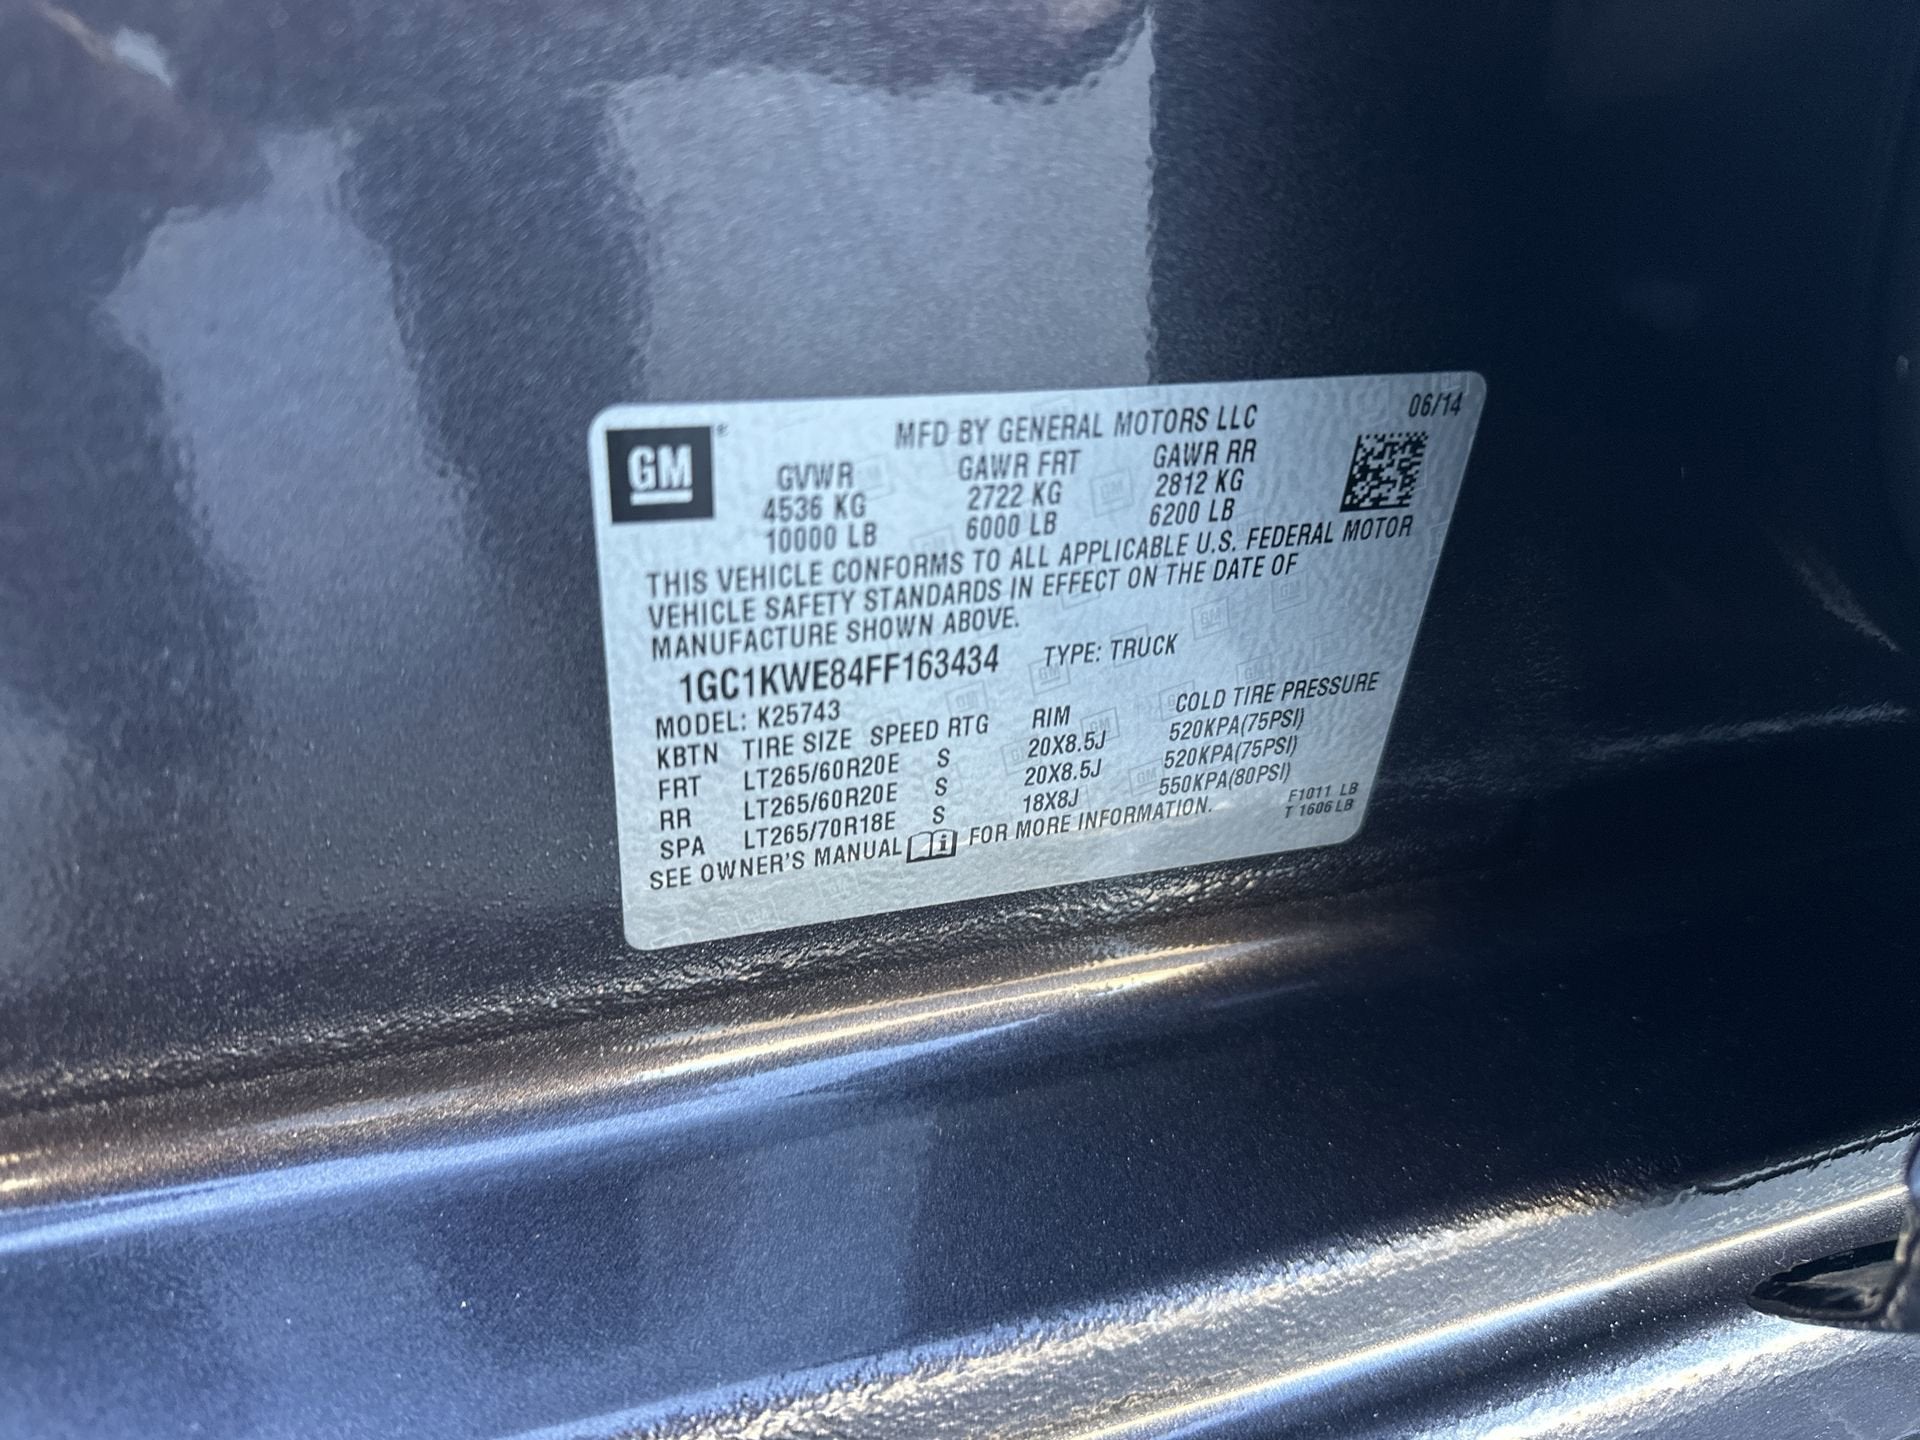 06/14
GM ® MFD BY GENERAL MOTORS LLC
GVWR GAWR FRT GAWR RR
4536 KG 2722 KG 2812 KG
10000 LB 6000 LB 6200 LB
THIS VEHICLE CONFORMS TO ALL APPLICABLE U.S. FEDERAL MOTOR
VEHICLE SAFETY STANDARDS IN EFFECT ON THE DATE OF
MANUFACTURE SHOWN ABOVE.
1GC1KWE84FF163434 TYPE: TRUCK
MODEL: K25743
KBTN TIRE SIZE SPEED RTG RIM COLD TIRE PRESSURE
FRT LT265/60R20E S 20X8.5J 520KPA(75PSI)
RR LT265/60R20E S 20X8.5J 520KPA(75PSI)
SPA LT265/70R18E S 18X8J 550KPA(80PSI)
SEE OWNER'S MANUAL i FOR MORE INFORMATION.
F1011 LB
T 1606 LB